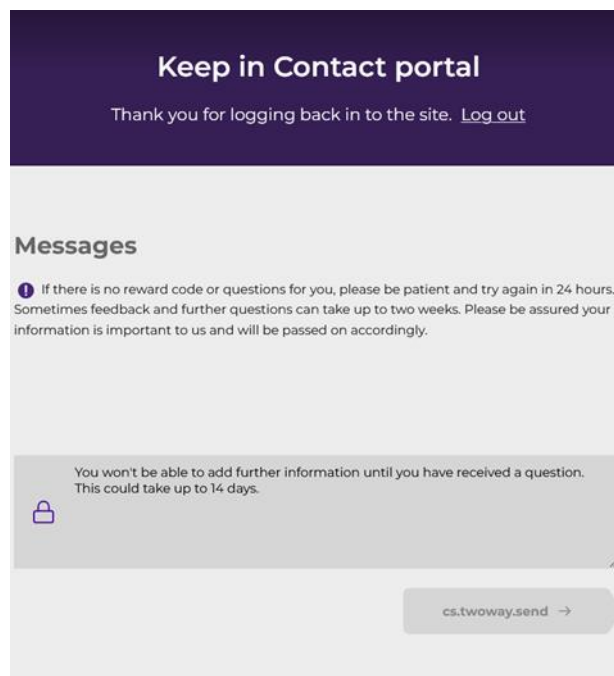 Keep in Contact portal
Thank you for logging back in to the site. Log out
Messages
If there is no reward code or questions for you, please be patient and try again in 24 hours.
Sometimes feedback and further questions can take up to two weeks. Please be assured your
information is important to us and will be passed on accordingly.
You won't be able to add further information until you have received a question.
This could take up to 14 days.
cs.twoway.send →